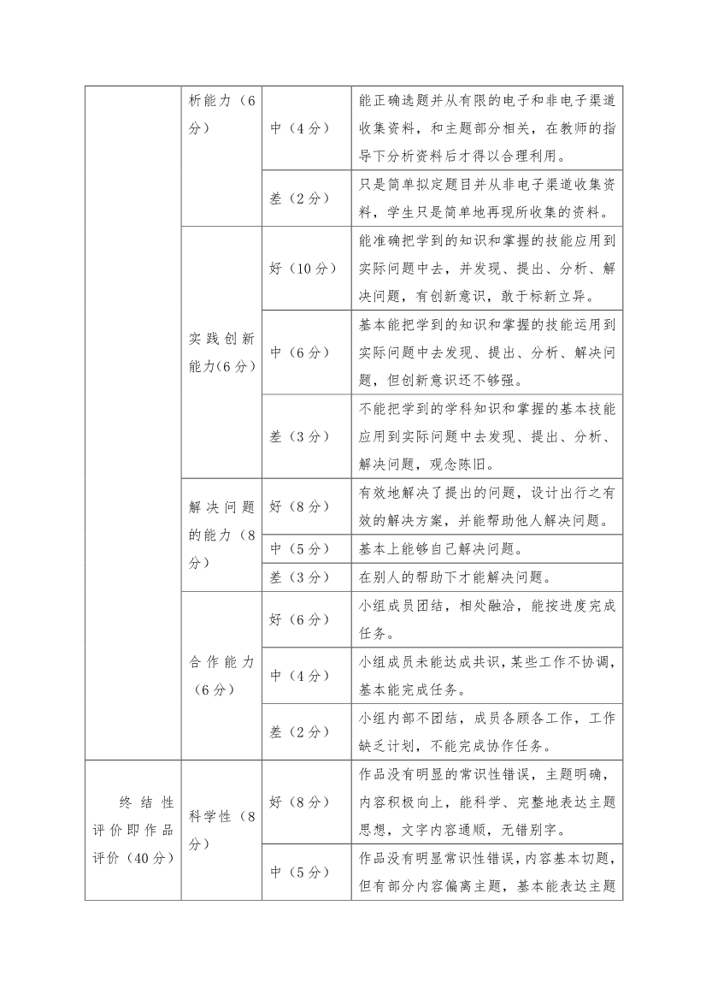 析能力（6
分）
中（4 分）
能正确选题并从有限的电子和非电子渠道
收集资料，和主题部分相关，在教师的指
导下分析资料后才得以合理利用。
差（2 分）
只是简单拟定题目并从非电子渠道收集资
料，学生只是简单地再现所收集的资料。
实践创新
能力（6 分）
好（10 分）
能准确把学到的知识和掌握的技能应用到
实际问题中去，并发现、提出、分析、解
决问题，有创新意识，敢于标新立异。
中（6 分）
基本能把学到的知识和掌握的技能运用到
实际问题中去发现、提出、分析、解决问
题，但创新意识还不够强。
差（3 分）
不能把学到的学科知识和掌握的基本技能
应用到实际问题中去发现、提出、分析、
解决问题，观念陈旧。
解决问题
的能力（8
分）
好（8 分）
有效地解决了提出的问题，设计出行之有
效的解决方案，并能帮助他人解决问题。
中（5 分）
基本上能够自己解决问题。
差（3 分）
在别人的帮助下才能解决问题。
合作能力
（6 分）
好（6 分）
小组成员团结，相处融洽，能按进度完成
任务。
中（4 分）
小组成员未能达成共识，某些工作不协调，
基本能完成任务。
差（2 分）
小组内部不团结，成员各顾各工作，工作
缺乏计划，不能完成协作任务。
终结性
评价即作品
评价（40 分）
科学性（8
分）
好（8 分）
作品没有明显的常识性错误，主题明确，
内容积极向上，能科学、完整地表达主题
思想，文字内容通顺，无错别字。
中（5 分）
作品没有明显常识性错误，内容基本切题，
但有部分内容偏离主题，基本能表达主题